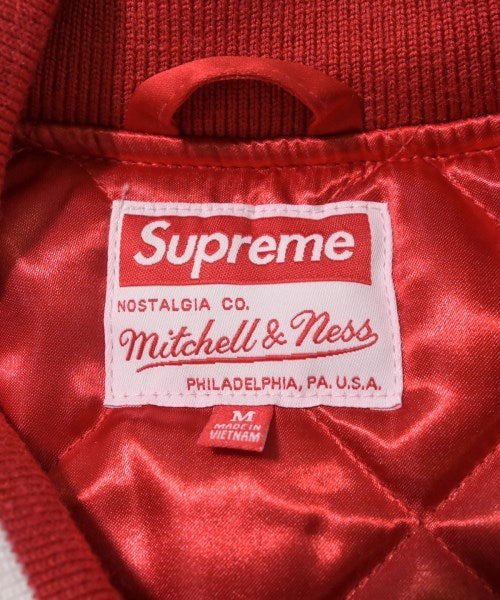 Supreme
NOSTALGIA CO.
Mitchell & Ness
PHILADELPHIA, PA. U.S.A.
M
MADE IN
VIETNAM